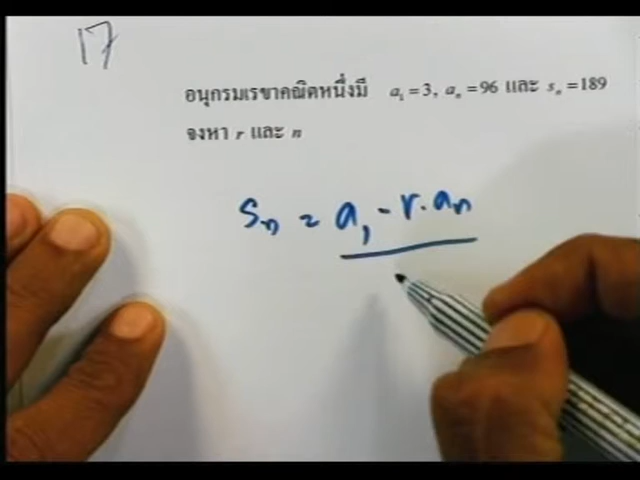 17
อนุกรมเรขาคณิตหนึ่งมี a₁ = 3, aₙ = 96 และ sₙ = 189
จงหา r และ n
Sₙ = a₁ - r.aₙ